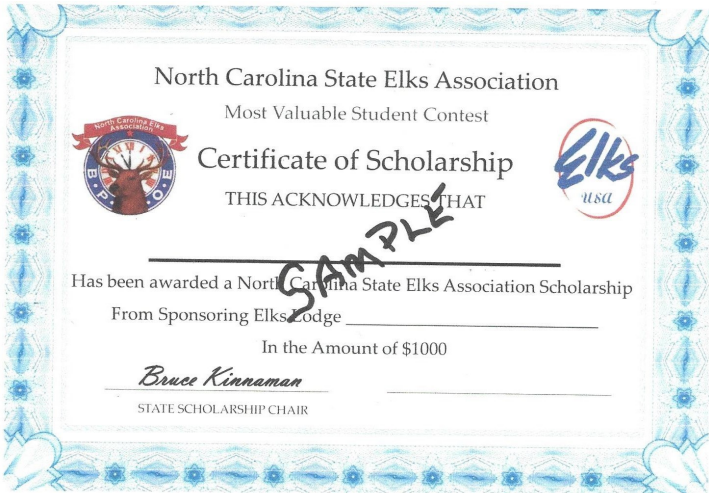 North Carolina State Elks Association
Most Valuable Student Contest
North Carolina Elks
Association
B · P · O · E
Elks
usa
Certificate of Scholarship
THIS ACKNOWLEDGES THAT
SAMPLE
Has been awarded a North Carolina State Elks Association Scholarship
From Sponsoring Elks Lodge
In the Amount of $1000
Bruce Kinnaman
STATE SCHOLARSHIP CHAIR